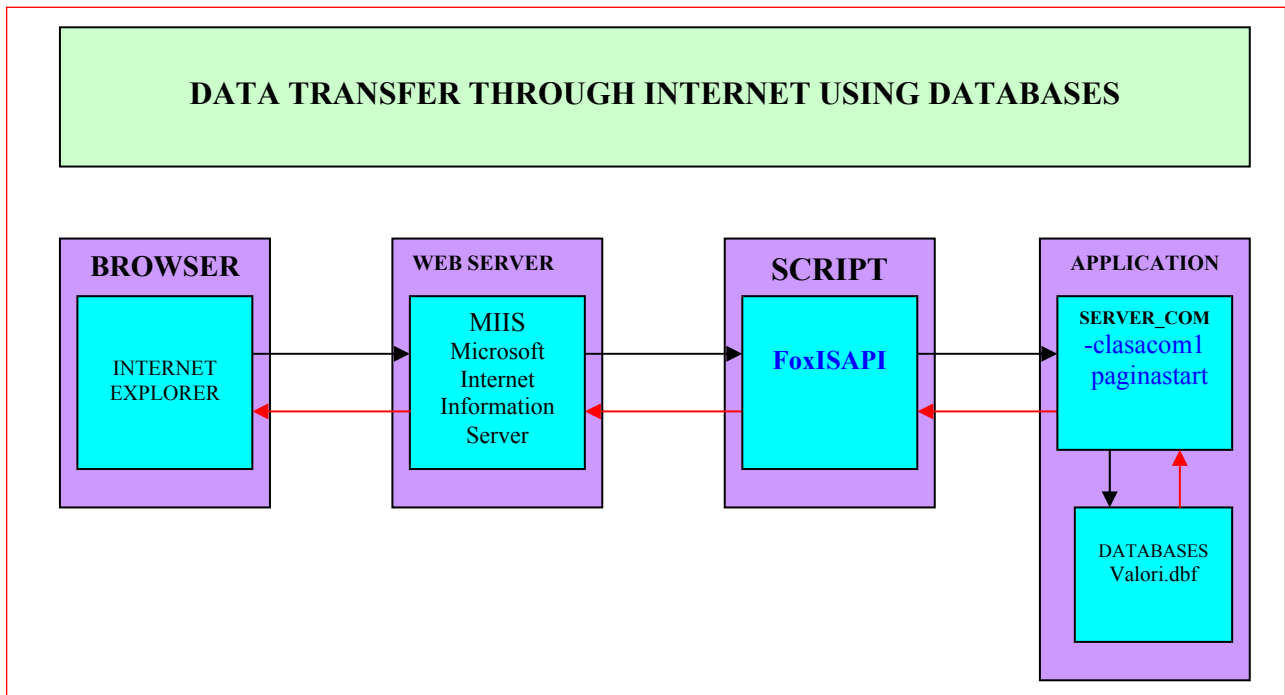 DATA TRANSFER THROUGH INTERNET USING DATABASES
BROWSER
INTERNET
EXPLORER
WEB SERVER
MIIS
Microsoft
Internet
Information
Server
SCRIPT
FoxISAPI
APPLICATION
SERVER_COM
-clasacom1
paginastart
DATABASES
Valori.dbf